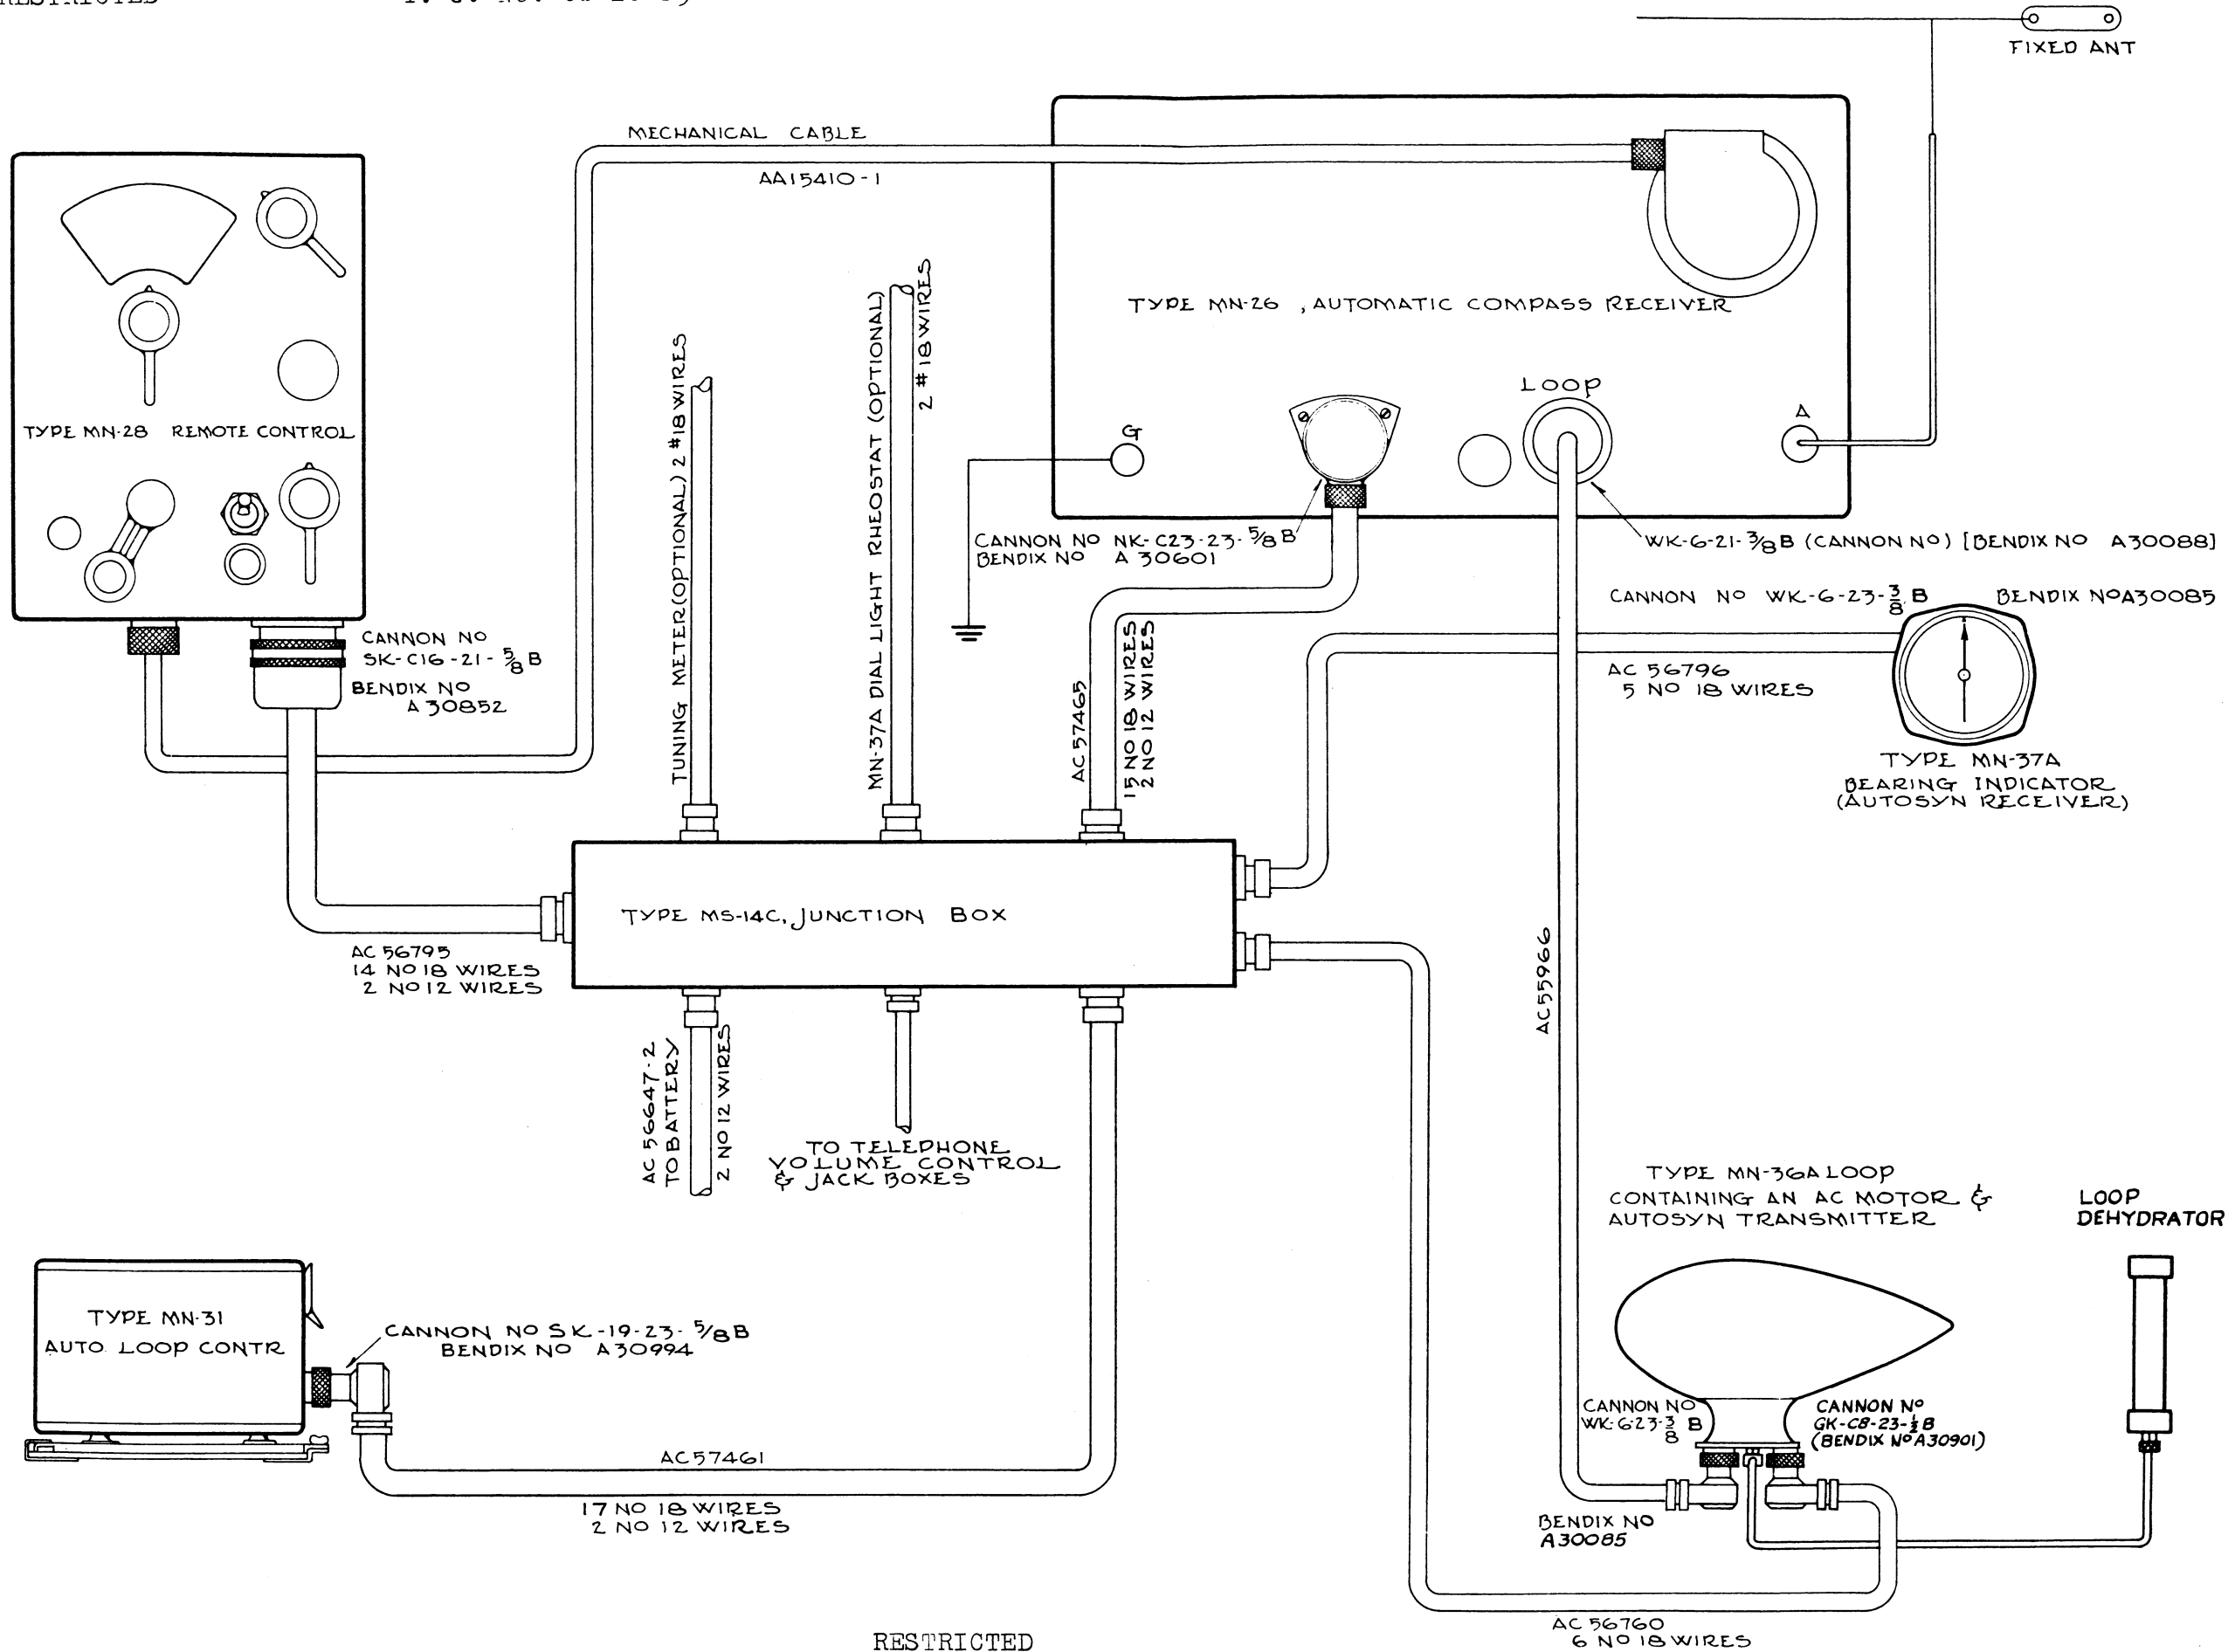 RESTRICTED
FIXED ANT
MECHANICAL CABLE
AA15410-1
TYPE MN-26 , AUTOMATIC COMPASS RECEIVER
LOOP
G
A
TYPE MN-28 REMOTE CONTROL
CANNON NO
SK-C16-21-5/8 B
BENDIX NO
A 30852
TUNING METER (OPTIONAL) 2 #18 WIRES
MN-37A DIAL LIGHT RHEOSTAT (OPTIONAL)
2 #18 WIRES
CANNON NO NK-C23-23-5/8 B
BENDIX NO A 30601
WK-6-21-3/8 B (CANNON NO) [BENDIX NO A30088]
CANNON NO WK-6-23-3/8 B BENDIX NO A30085
AC 56796
5 NO 18 WIRES
TYPE MN-37A
BEARING INDICATOR
(AUTOSYN RECEIVER)
AC57465
15 NO 18 WIRES
2 NO 12 WIRES
TYPE MS-14C, JUNCTION BOX
AC 56795
14 NO 18 WIRES
2 NO 12 WIRES
AC55966
AC 56647-2
TO BATTERY
2 NO 12 WIRES
TO TELEPHONE
VOLUME CONTROL
& JACK BOXES
TYPE MN-36A LOOP
CONTAINING AN AC MOTOR &
AUTOSYN TRANSMITTER
LOOP
DEHYDRATOR
TYPE MN-31
AUTO. LOOP CONTR
CANNON NO SK-19-23-5/8 B
BENDIX NO A30994
CANNON NO
WK-6-23-3/8 B
CANNON NO
GK-C8-23-1/2 B
(BENDIX NO A30901)
AC57461
17 NO 18 WIRES
2 NO 12 WIRES
BENDIX NO
A30085
AC 56760
6 NO 18 WIRES
RESTRICTED